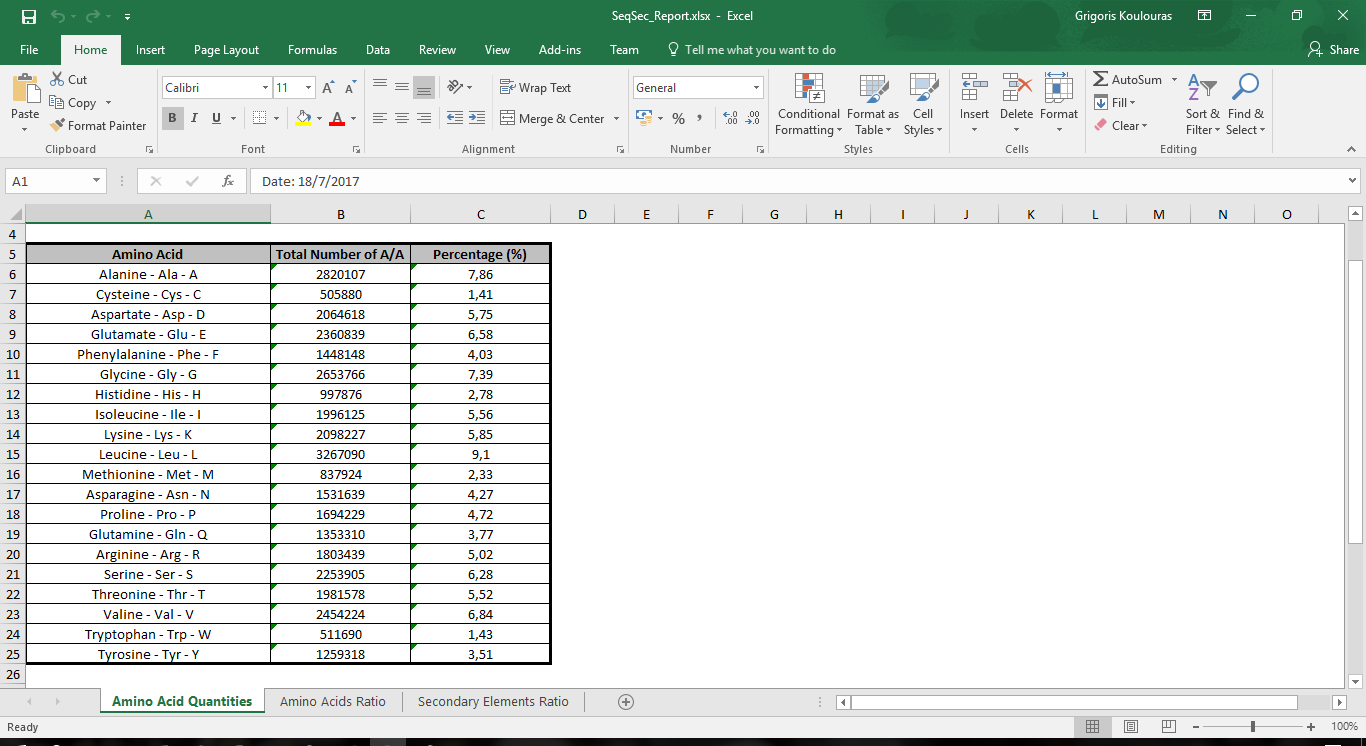 SeqSec_Report.xlsx - Excel
Grigoris Koulouras
File Home Insert Page Layout Formulas Data Review View Add-ins Team Tell me what you want to do Share
Paste
Cut
Copy
Format Painter
Clipboard
Calibri 11
A A
B I U A
Font
Wrap Text
Merge & Center
Alignment
General
% ,
Number
Conditional Formatting
Format as Table
Cell Styles
Styles
Insert Delete Format
Cells
AutoSum
Fill
Clear
Sort & Filter
Find & Select
Editing
A1 fx Date: 18/7/2017
A B C D E F G H I J K L M N O
4
5 Amino Acid Total Number of A/A Percentage (%)
6 Alanine - Ala - A 2820107 7,86
7 Cysteine - Cys - C 505880 1,41
8 Aspartate - Asp - D 2064618 5,75
9 Glutamate - Glu - E 2360839 6,58
10 Phenylalanine - Phe - F 1448148 4,03
11 Glycine - Gly - G 2653766 7,39
12 Histidine - His - H 997876 2,78
13 Isoleucine - Ile - I 1996125 5,56
14 Lysine - Lys - K 2098227 5,85
15 Leucine - Leu - L 3267090 9,1
16 Methionine - Met - M 837924 2,33
17 Asparagine - Asn - N 1531639 4,27
18 Proline - Pro - P 1694229 4,72
19 Glutamine - Gln - Q 1353310 3,77
20 Arginine - Arg - R 1803439 5,02
21 Serine - Ser - S 2253905 6,28
22 Threonine - Thr - T 1981578 5,52
23 Valine - Val - V 2454224 6,84
24 Tryptophan - Trp - W 511690 1,43
25 Tyrosine - Tyr - Y 1259318 3,51
26
Amino Acid Quantities Amino Acids Ratio Secondary Elements Ratio
Ready 100%